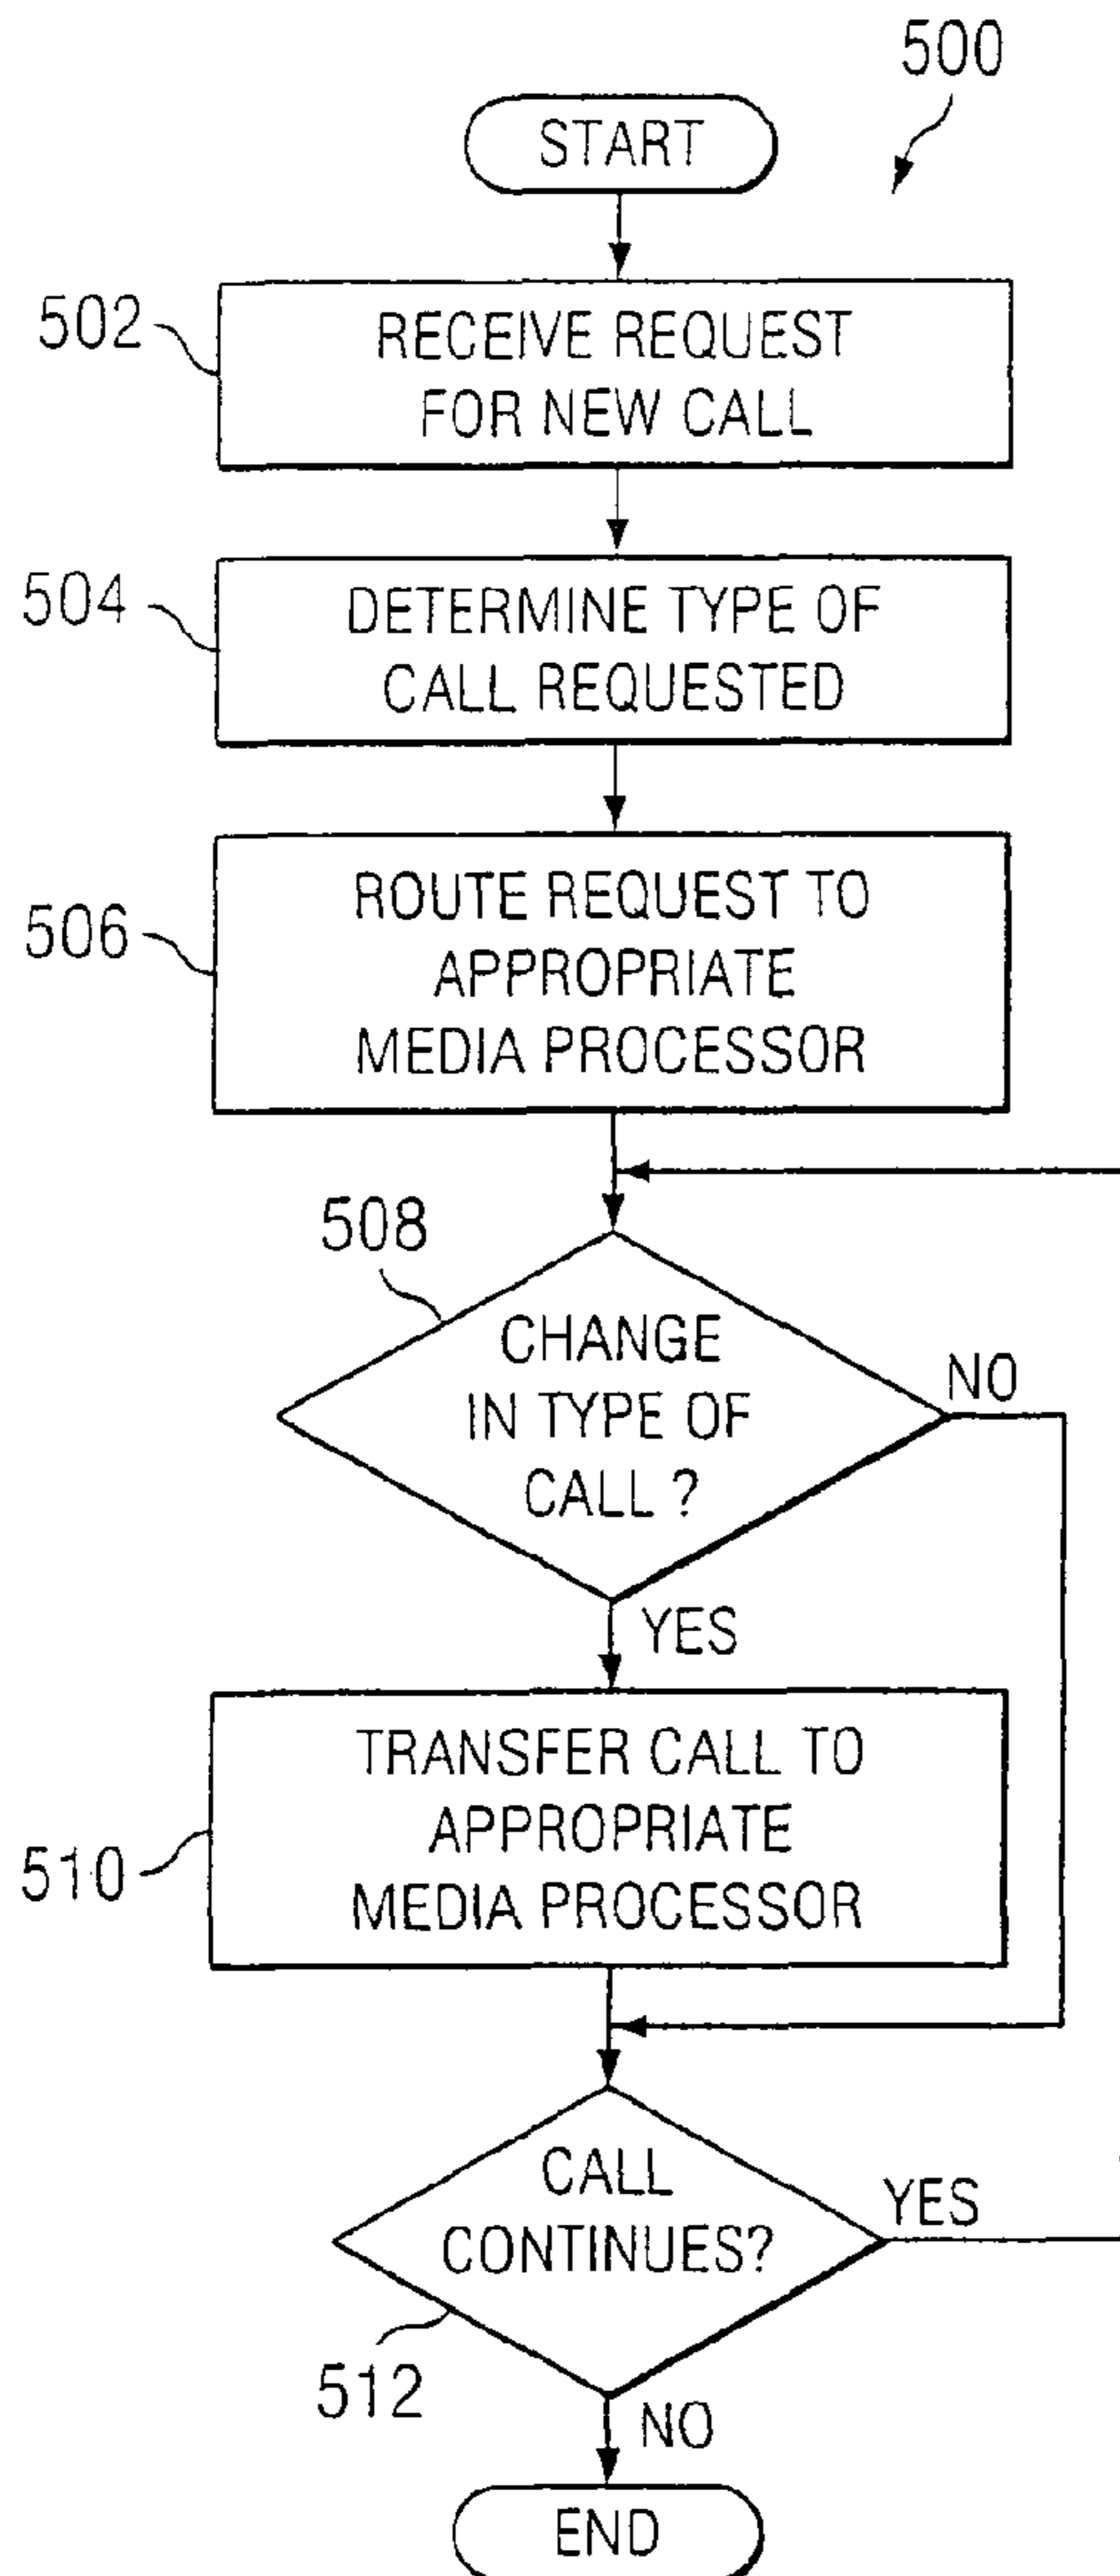 500
START
502
RECEIVE REQUEST
FOR NEW CALL
504
DETERMINE TYPE OF
CALL REQUESTED
506
ROUTE REQUEST TO
APPROPRIATE
MEDIA PROCESSOR
508
CHANGE
IN TYPE OF
CALL ?
NO
YES
510
TRANSFER CALL TO
APPROPRIATE
MEDIA PROCESSOR
CALL
CONTINUES?
YES
512
NO
END